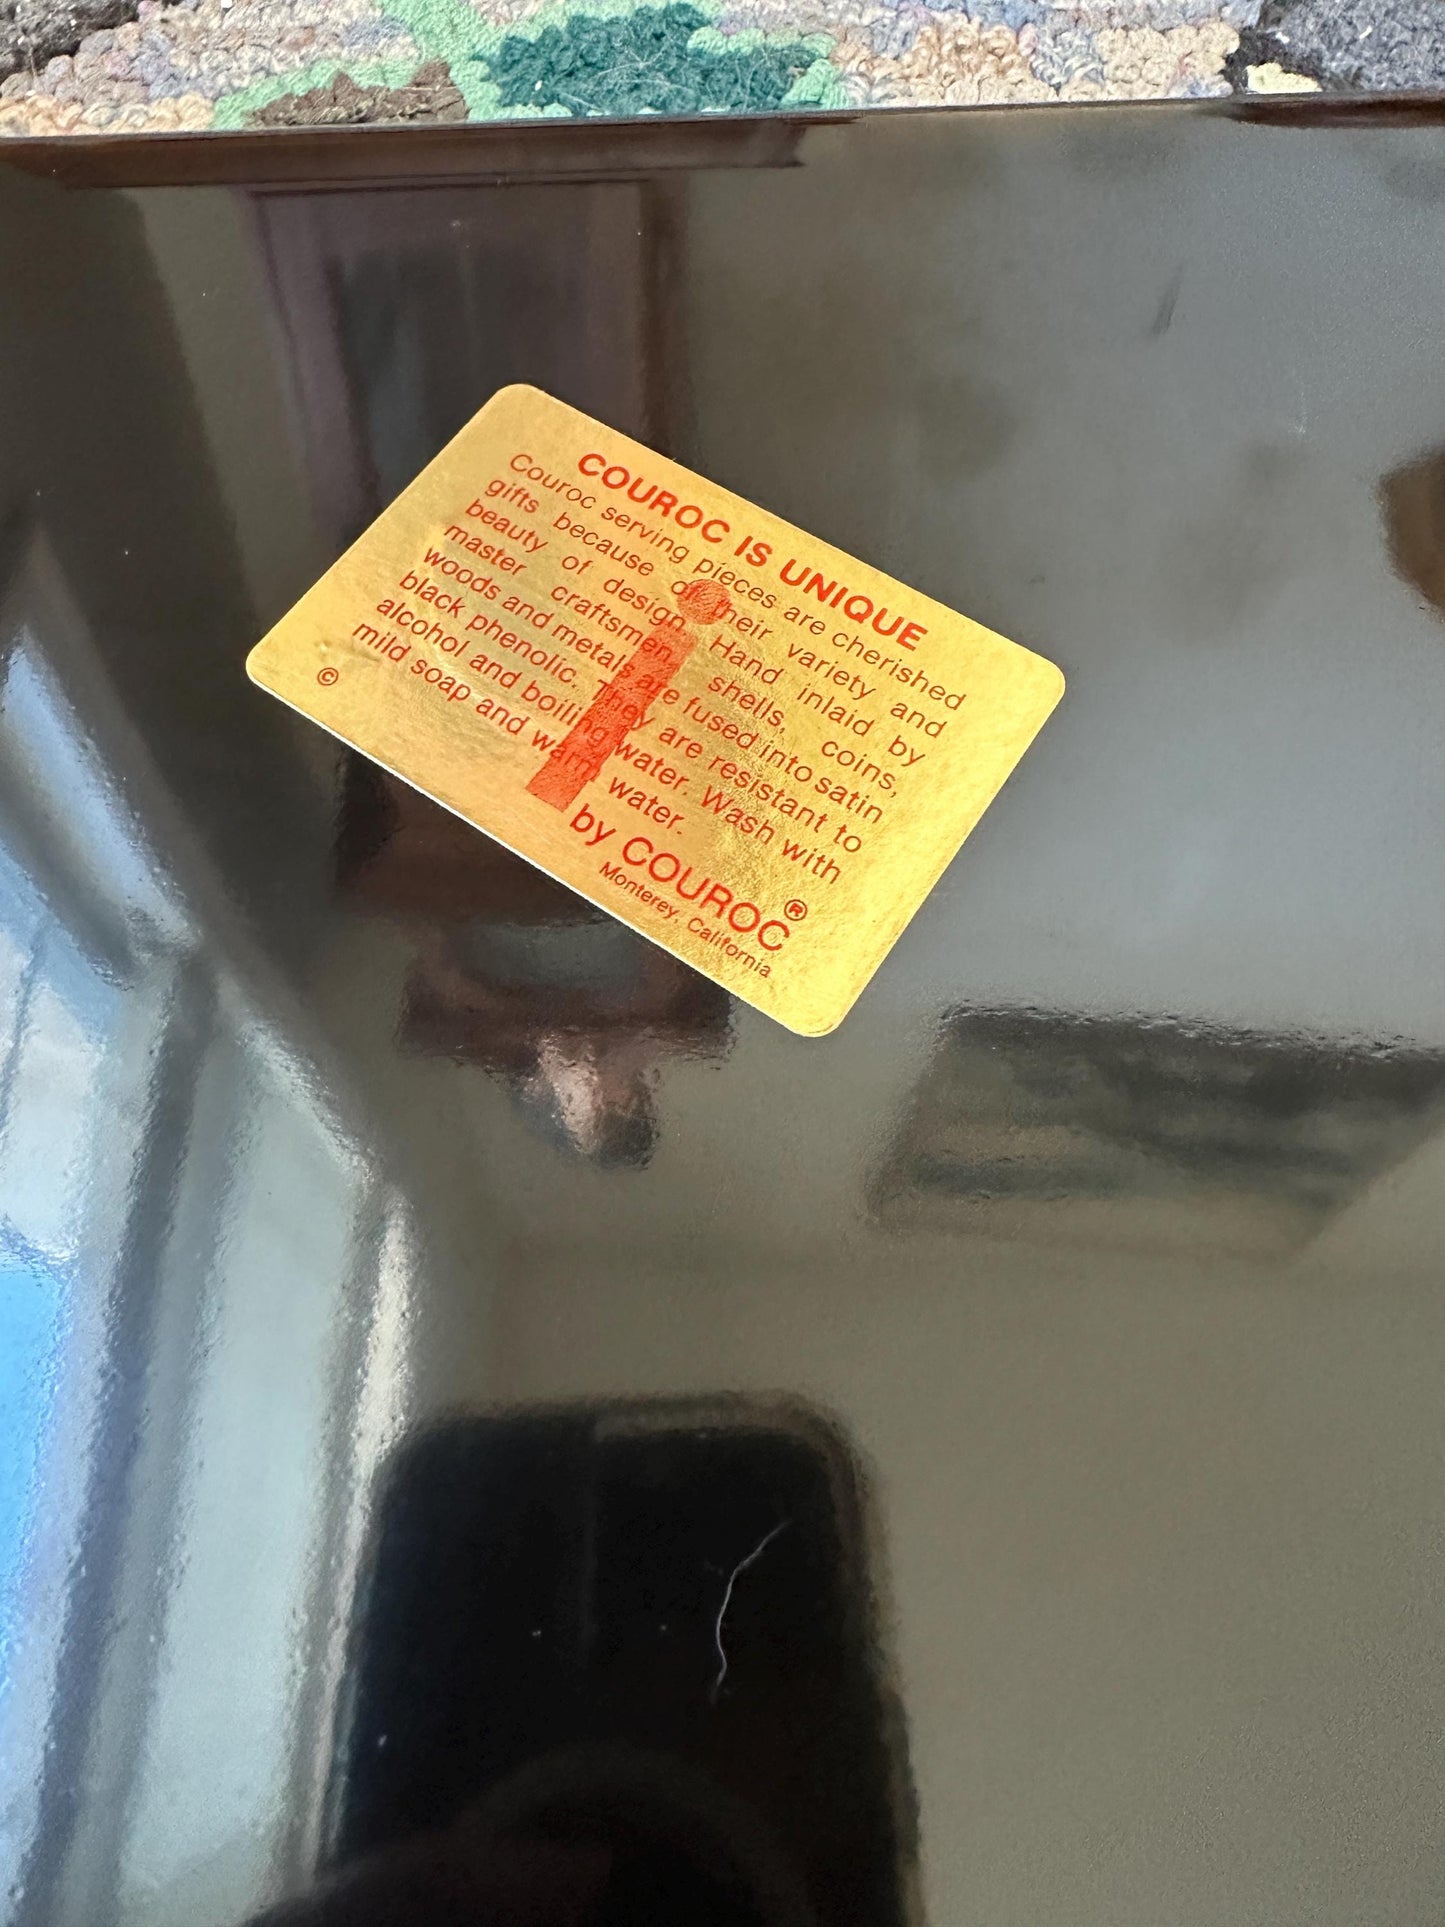 COUROC IS UNIQUE
Couroc serving pieces are cherished
gifts because of their variety and
beauty of design. Hand inlaid by
master craftsmen, shells, coins,
woods and metals are fused into satin
black phenolic. They are resistant to
alcohol and boiling water. Wash with
mild soap and warm water.
©
by COUROC®
Monterey, California